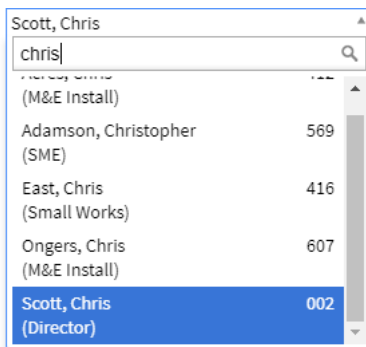 Scott, Chris
chris
(M&E Install)
Adamson, Christopher 569
(SME)
East, Chris 416
(Small Works)
Ongers, Chris 607
(M&E Install)
Scott, Chris 002
(Director)